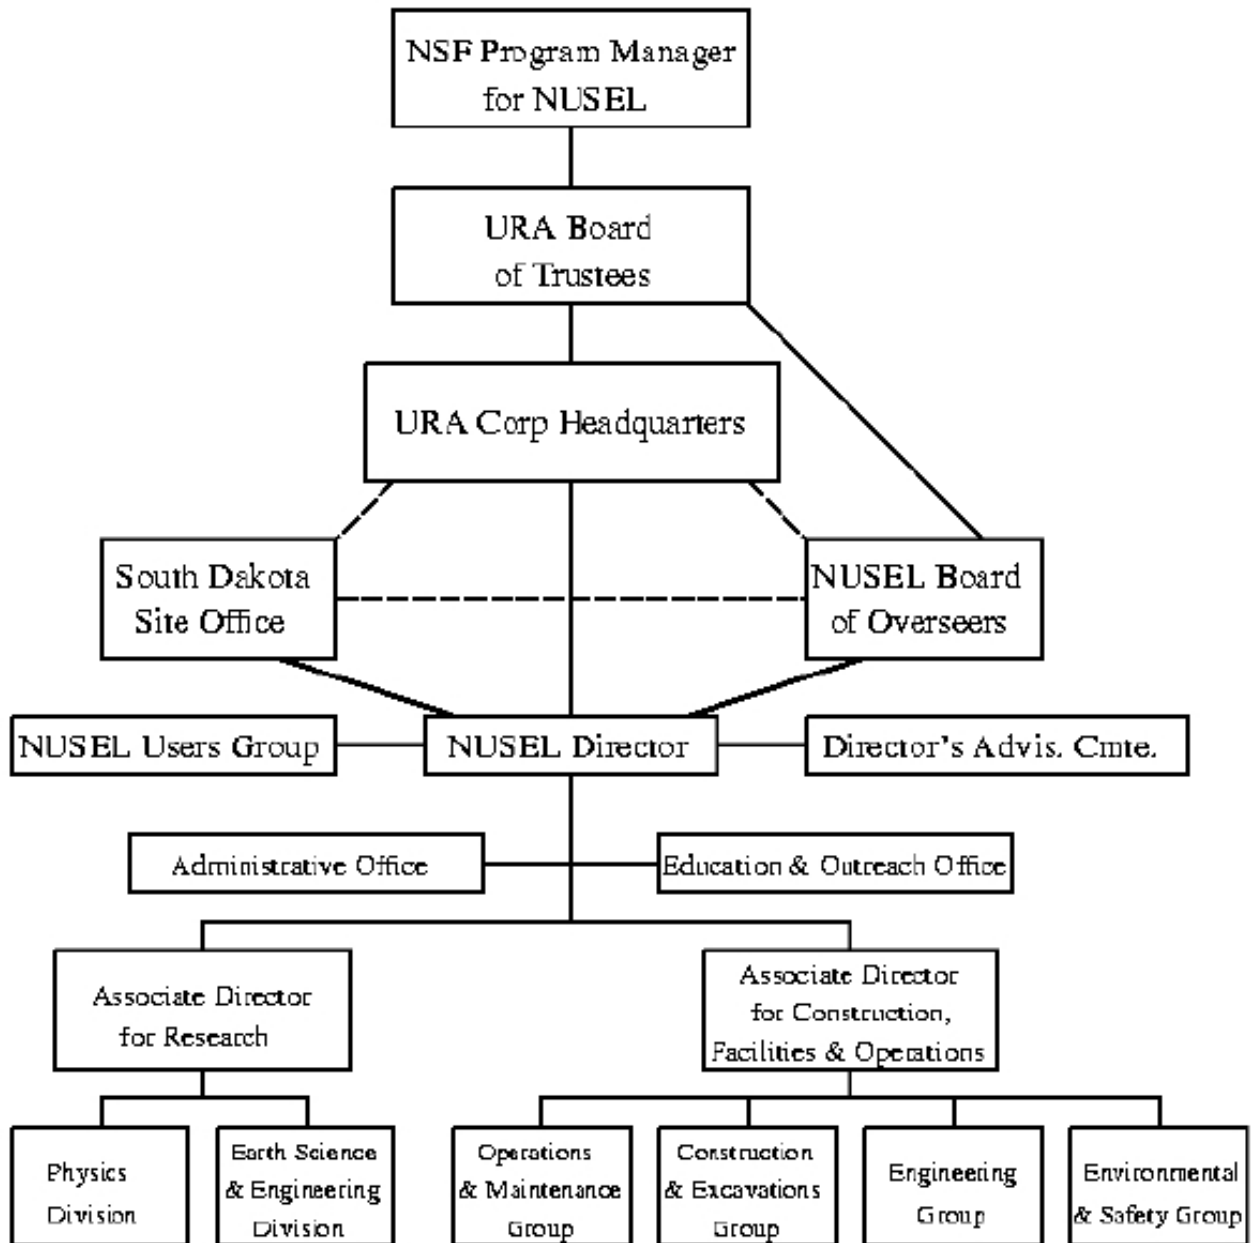 NSF Program Manager
for NUSEL
URA Board
of Trustees
URA Corp Headquarters
South Dakota
Site Office
NUSEL Board
of Overseers
NUSEL Users Group
NUSEL Director
Director's Advis. Cmte.
Administrative Office
Education & Outreach Office
Associate Director
for Research
Associate Director
for Construction,
Facilities & Operations
Physics
Division
Earth Science
& Engineering
Division
Operations
& Maintenance
Group
Construction
& Excavations
Group
Engineering
Group
Environmental
& Safety Group